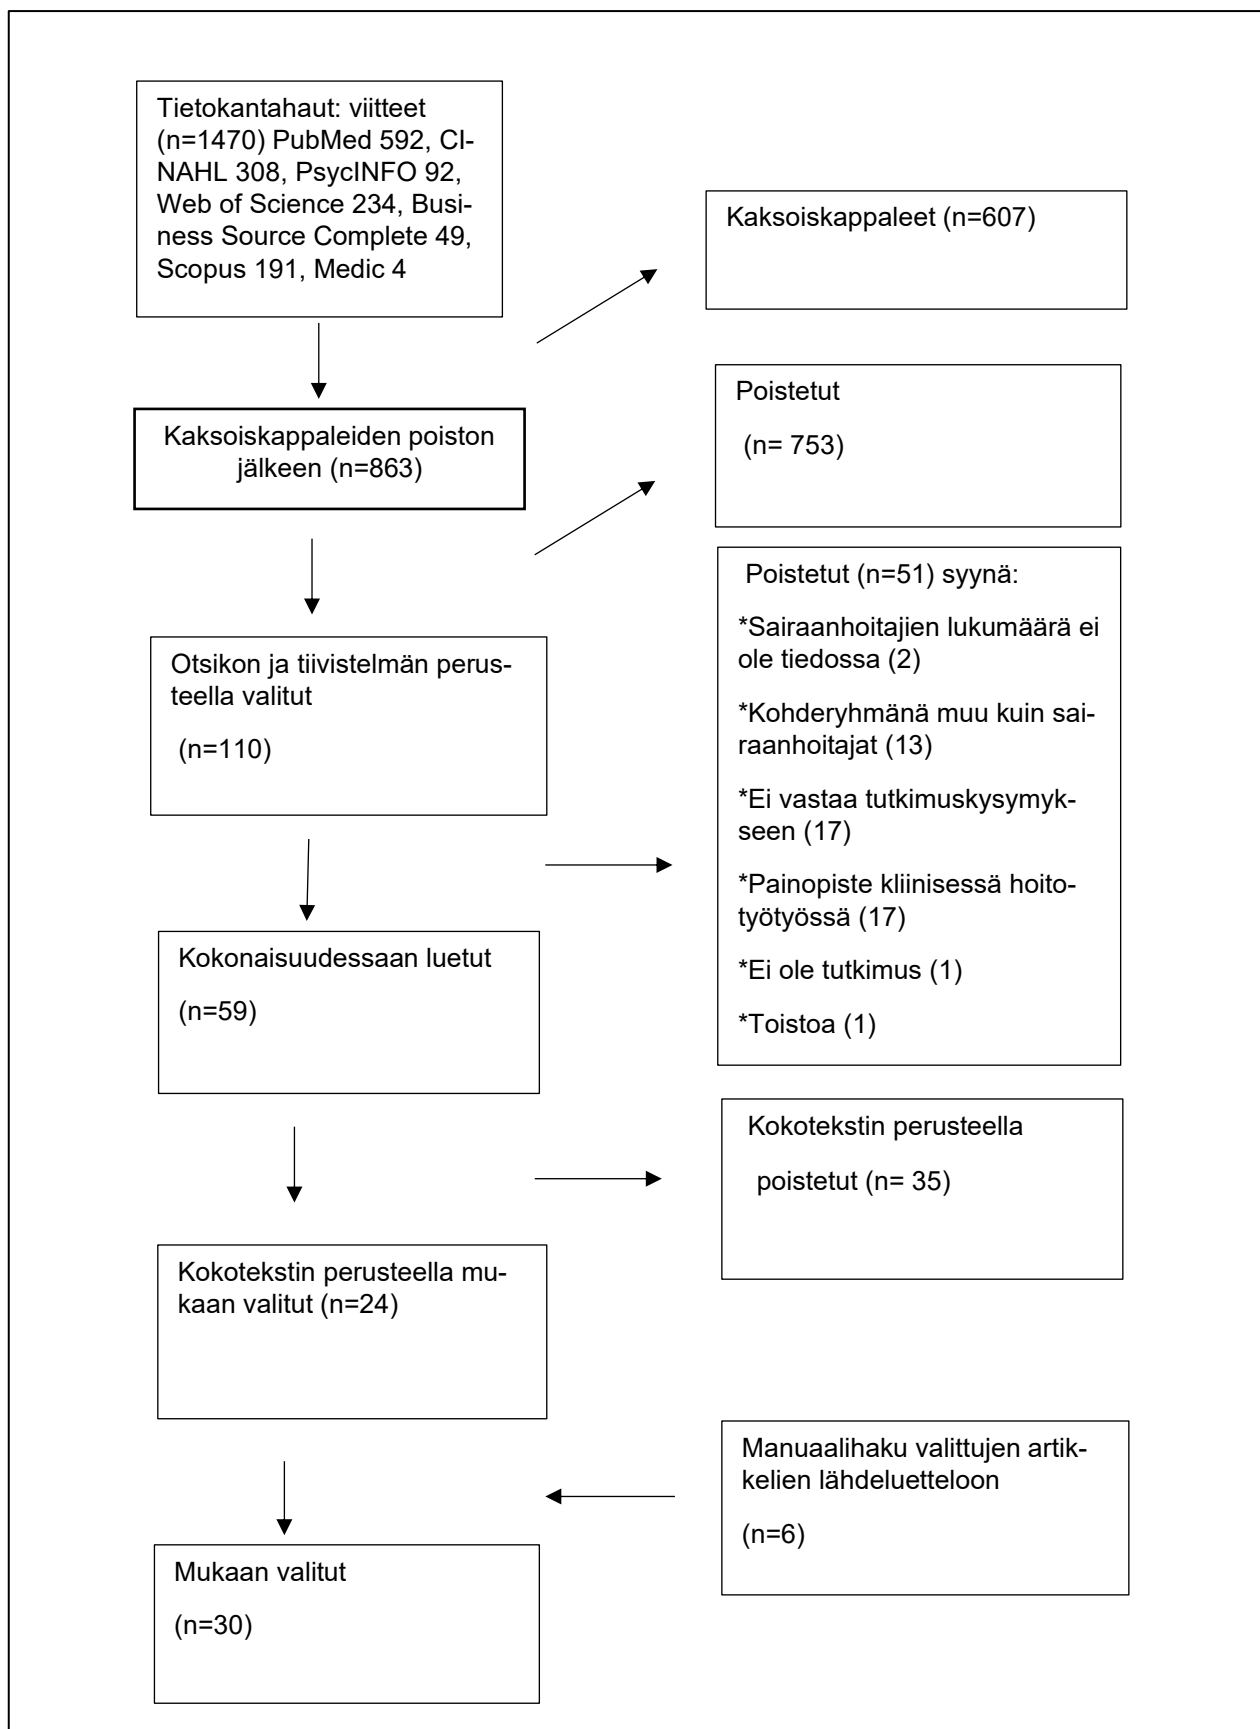 Tietokantahaut: viitteet
(n=1470) PubMed 592, CI-
NAHL 308, PsycINFO 92,
Web of Science 234, Busi-
ness Source Complete 49,
Scopus 191, Medic 4
Kaksoiskappaleet (n=607)
Kaksoiskappaleiden poiston
jälkeen (n=863)
Poistetut
(n= 753)
Otsikon ja tiivistelmän perus-
teella valitut
(n=110)
Poistetut (n=51) syynä:
*Sairaanhoitajien lukumäärä ei
ole tiedossa (2)
*Kohderyhmänä muu kuin sai-
raanhoitajat (13)
*Ei vastaa tutkimuskysymyk-
seen (17)
*Painopiste kliinisessä hoito-
työtyössä (17)
*Ei ole tutkimus (1)
*Toistoa (1)
Kokonaisuudessaan luetut
(n=59)
Kokotekstin perusteella
poistetut (n= 35)
Kokotekstin perusteella mu-
kaan valitut (n=24)
Manuaalihaku valittujen artik-
kelien lähdeluetteloon
(n=6)
Mukaan valitut
(n=30)